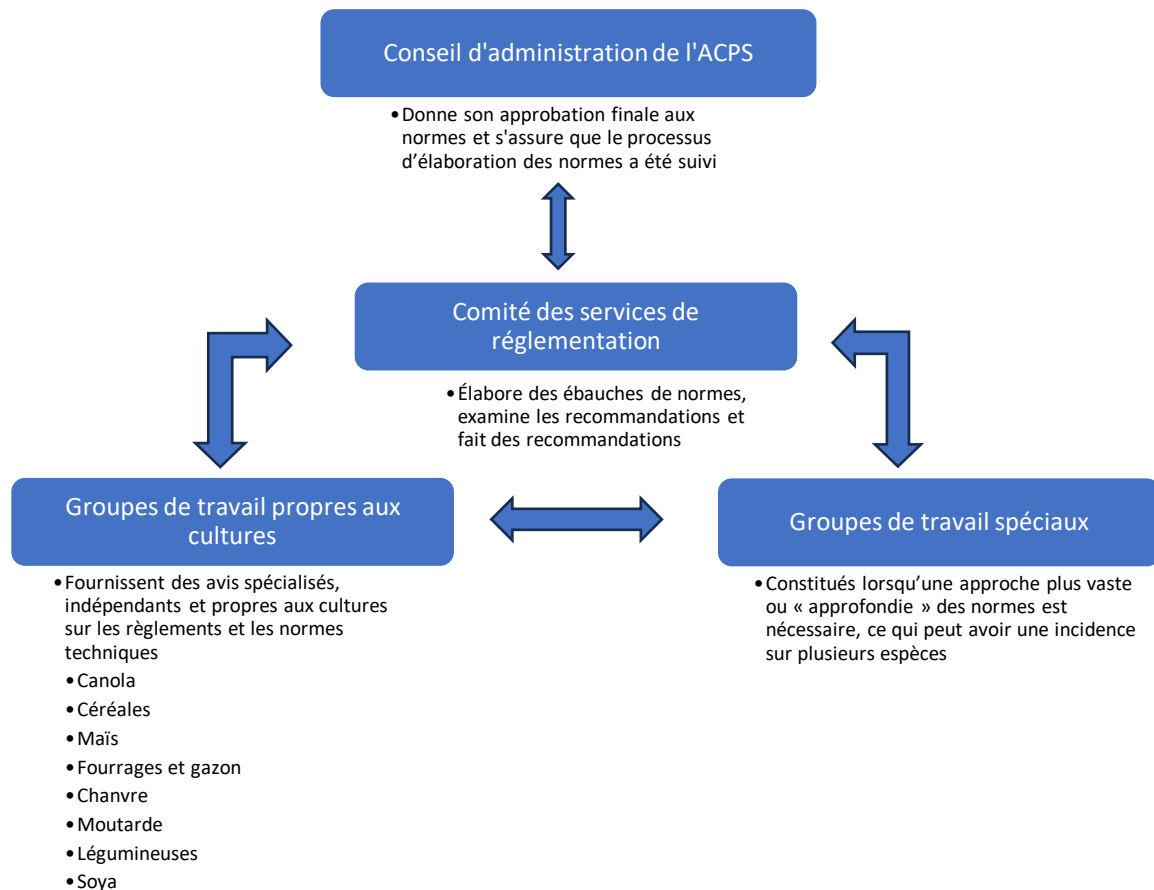 Conseil d'administration de l'ACPS
•Donne son approbation finale aux
normes et s'assure que le processus
d’élaboration des normes a été suivi
Comité des services de
réglementation
•Élabore des ébauches de normes,
examine les recommandations et
fait des recommandations
Groupes de travail propres aux
cultures
•Fournissent des avis spécialisés,
indépendants et propres aux cultures
sur les règlements et les normes
techniques
•Canola
•Céréales
•Maïs
•Fourrages et gazon
•Chanvre
•Moutarde
•Légumineuses
•Soya
Groupes de travail spéciaux
•Constitués lorsqu’une approche plus vaste
ou « approfondie » des normes est
nécessaire, ce qui peut avoir une incidence
sur plusieurs espèces